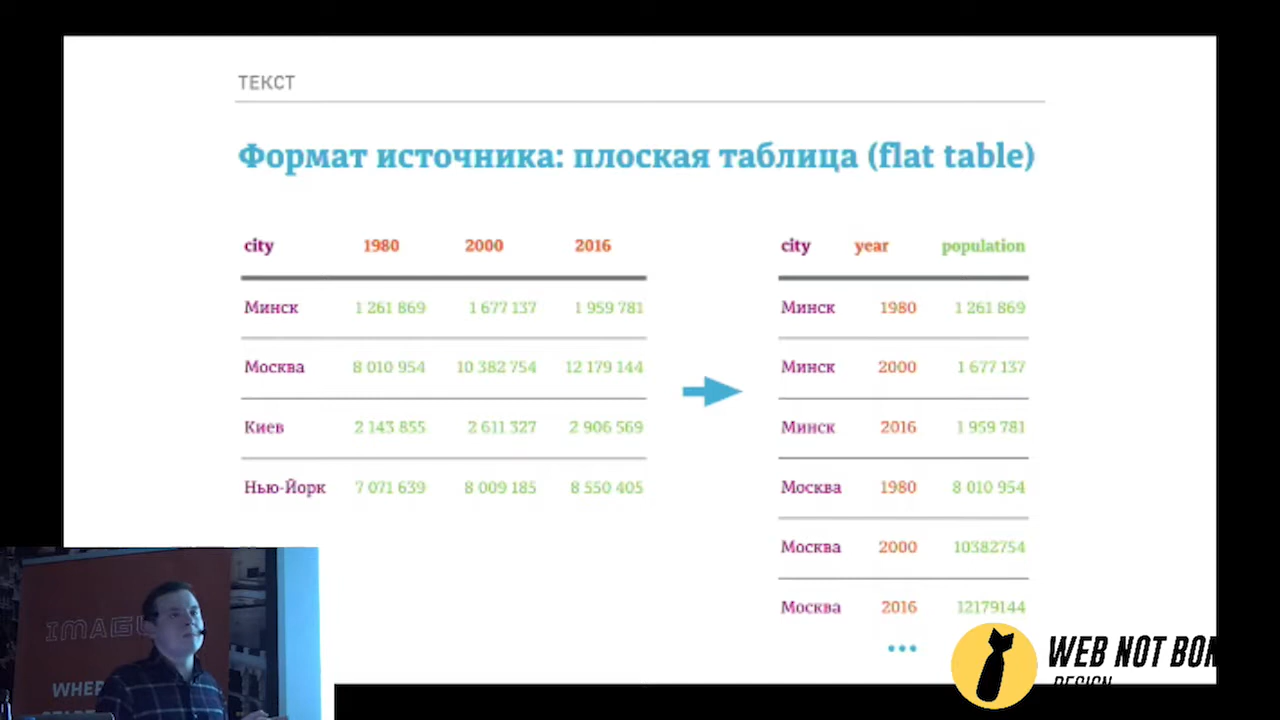 ТЕКСТ
Формат источника: плоская таблица (flat table)
city 1980 2000 2016
Минск 1 261 869 1 677 137 1 959 781
Москва 8 010 954 10 382 754 12 179 144
Киев 2 143 855 2 611 327 2 906 569
Нью-Йорк 7 071 639 8 009 185 8 550 405
city year population
Минск 1980 1 261 869
Минск 2000 1 677 137
Минск 2016 1 959 781
Москва 1980 8 010 954
Москва 2000 10382754
Москва 2016 12179144
•••
WEB NOT BOM
DESIGN
IMAGU
WHER